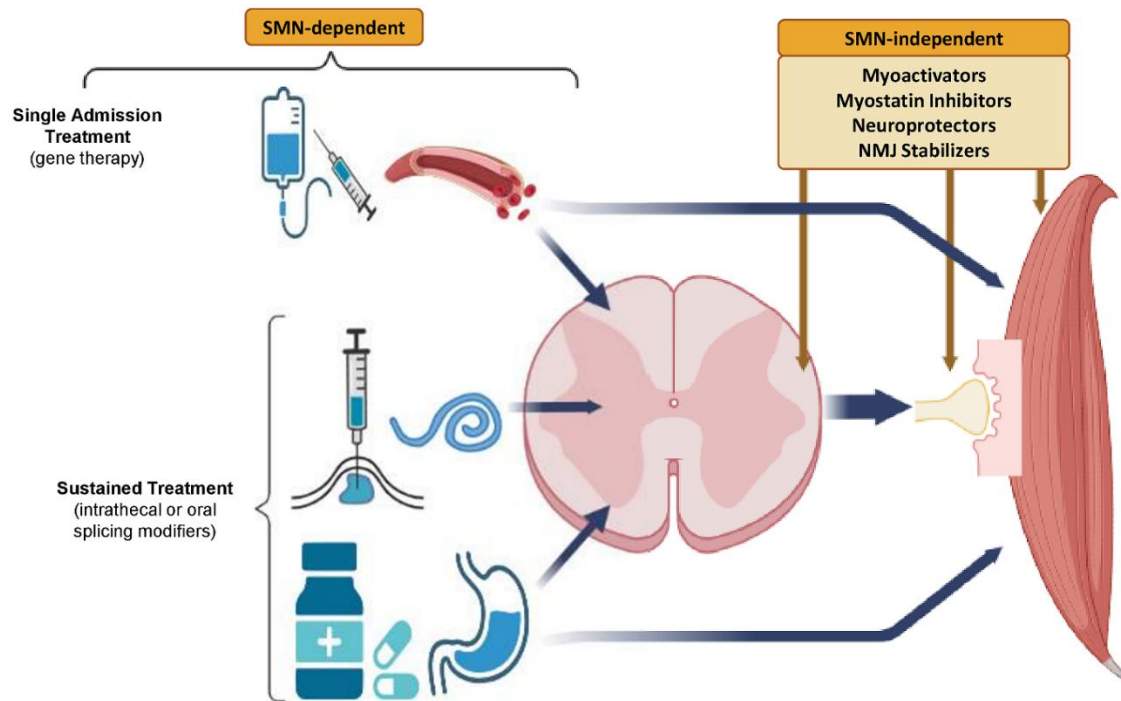 SMN-dependent
SMN-independent
Myoactivators
Myostatin Inhibitors
Neuroprotectors
NMJ Stabilizers
Single Admission
Treatment
(gene therapy)
Sustained Treatment
(intrathecal or oral
splicing modifiers)